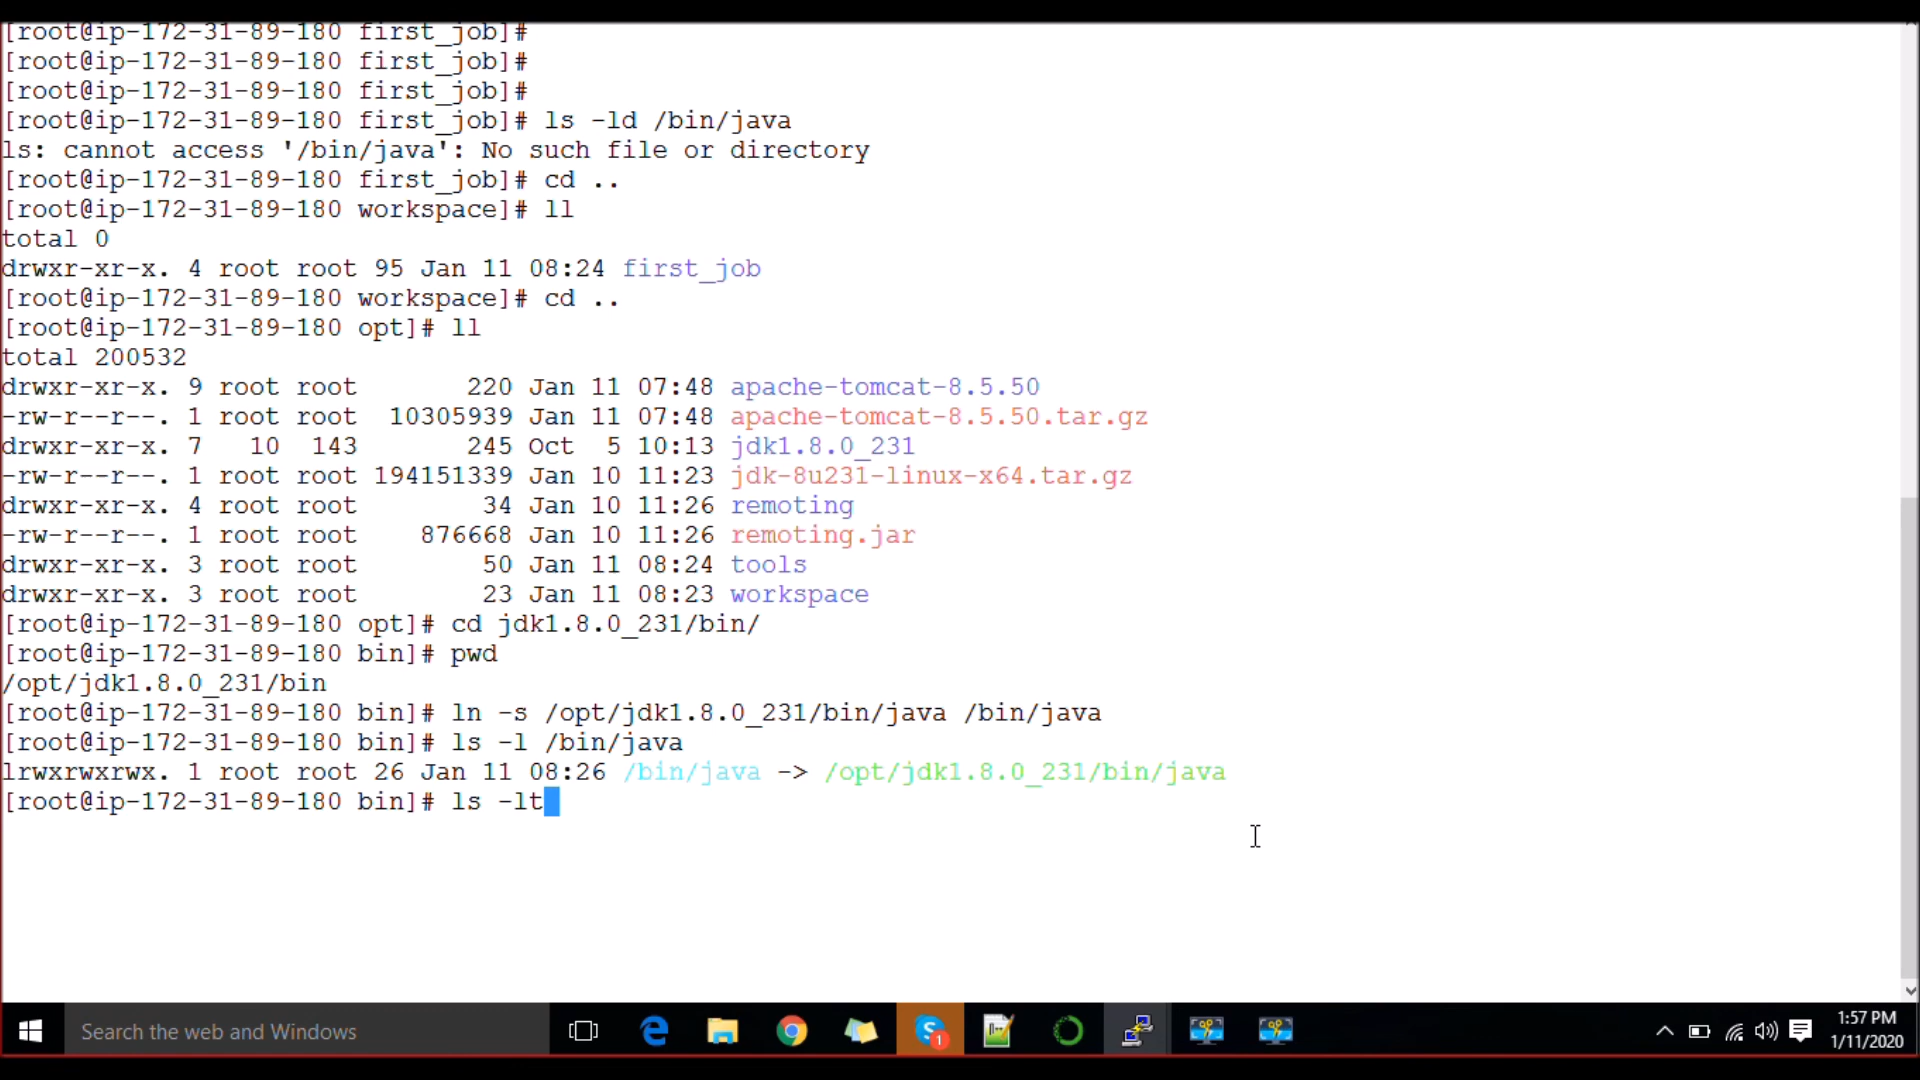 [root@ip-172-31-89-180 first_job]#
[root@ip-172-31-89-180 first_job]#
[root@ip-172-31-89-180 first_job]#
[root@ip-172-31-89-180 first_job]# ls -ld /bin/java
ls: cannot access '/bin/java': No such file or directory
[root@ip-172-31-89-180 first_job]# cd ..
[root@ip-172-31-89-180 workspace]# ll
total 0
drwxr-xr-x. 4 root root 95 Jan 11 08:24 first_job
[root@ip-172-31-89-180 workspace]# cd ..
[root@ip-172-31-89-180 opt]# ll
total 200532
drwxr-xr-x. 9 root root       220 Jan 11 07:48 apache-tomcat-8.5.50
-rw-r--r--. 1 root root  10305939 Jan 11 07:48 apache-tomcat-8.5.50.tar.gz
drwxr-xr-x. 7   10  143       245 Oct  5 10:13 jdk1.8.0_231
-rw-r--r--. 1 root root 194151339 Jan 10 11:23 jdk-8u231-linux-x64.tar.gz
drwxr-xr-x. 4 root root        34 Jan 10 11:26 remoting
-rw-r--r--. 1 root root    876668 Jan 10 11:26 remoting.jar
drwxr-xr-x. 3 root root        50 Jan 11 08:24 tools
drwxr-xr-x. 3 root root        23 Jan 11 08:23 workspace
[root@ip-172-31-89-180 opt]# cd jdk1.8.0_231/bin/
[root@ip-172-31-89-180 bin]# pwd
/opt/jdk1.8.0_231/bin
[root@ip-172-31-89-180 bin]# ln -s /opt/jdk1.8.0_231/bin/java /bin/java
[root@ip-172-31-89-180 bin]# ls -l /bin/java
lrwxrwxrwx. 1 root root 26 Jan 11 08:26 /bin/java -> /opt/jdk1.8.0_231/bin/java
[root@ip-172-31-89-180 bin]# ls -lt
Search the web and Windows
1
1:57 PM
1/11/2020